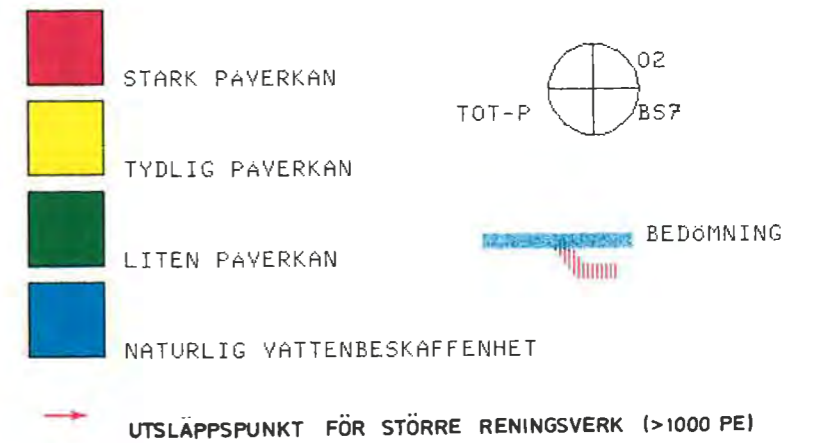 STARK PÅVERKAN
O2
TOT-P
BS7
TYDLIG PÅVERKAN
BEDÖMNING
LITEN PÅVERKAN
NATURLIG VATTENBESKAFFENHET
UTSLÄPPSPUNKT FÖR STÖRRE RENINGSVERK (>1000 PE)